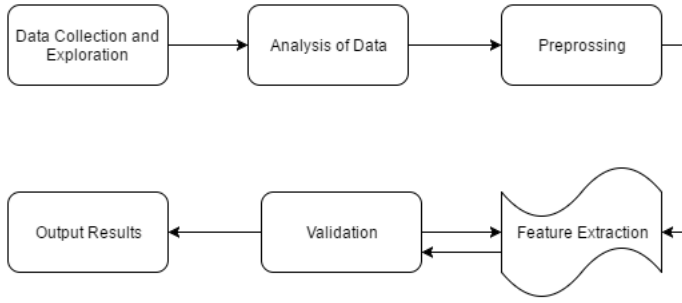 Data Collection and
Exploration
Analysis of Data
Preprossing
Output Results
Validation
Feature Extraction